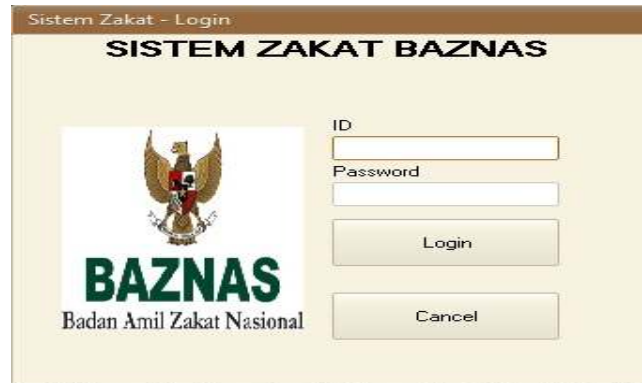 Sistem Zakat - Login
SISTEM ZAKAT BAZNAS
ID
Password
Login
Cancel
BAZNAS
Badan Amil Zakat Nasional